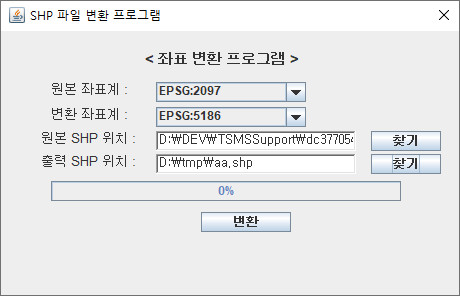 SHP 파일 변환 프로그램
< 좌표 변환 프로그램 >
원본 좌표계 : EPSG:2097
변환 좌표계 : EPSG:5186
원본 SHP 위치 : D:\DEV\TSMSSupport\dc37705 찾기
출력 SHP 위치 : D:\tmp\aa.shp 찾기
0%
변환